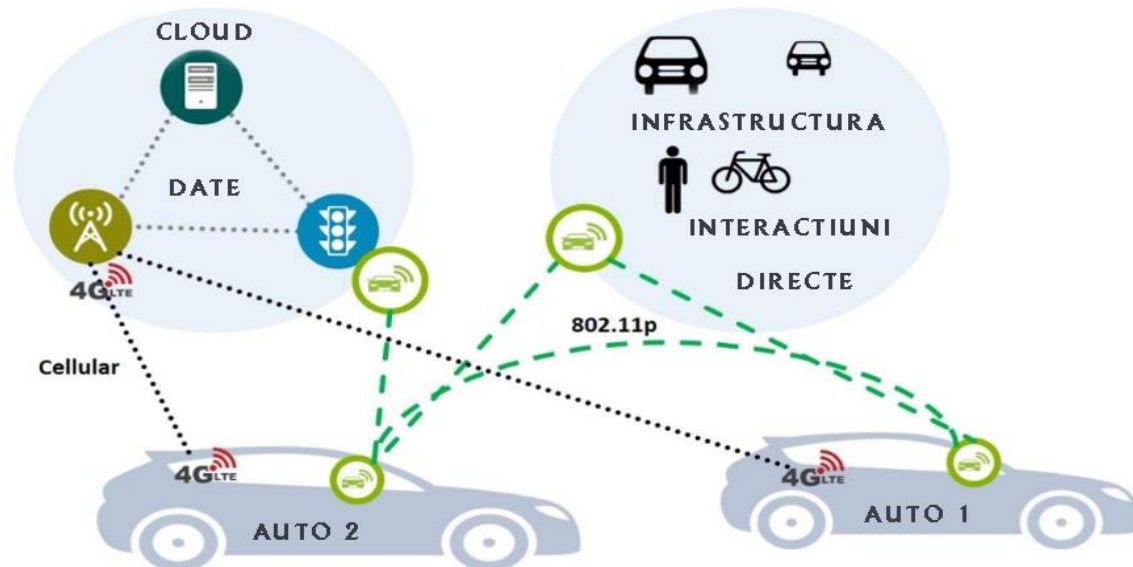 CLOUD
DATE
4G LTE
Cellular
INFRASTRUCTURA
INTERACTIUNI
DIRECTE
802.11p
4G LTE
AUTO 2
4G LTE
AUTO 1